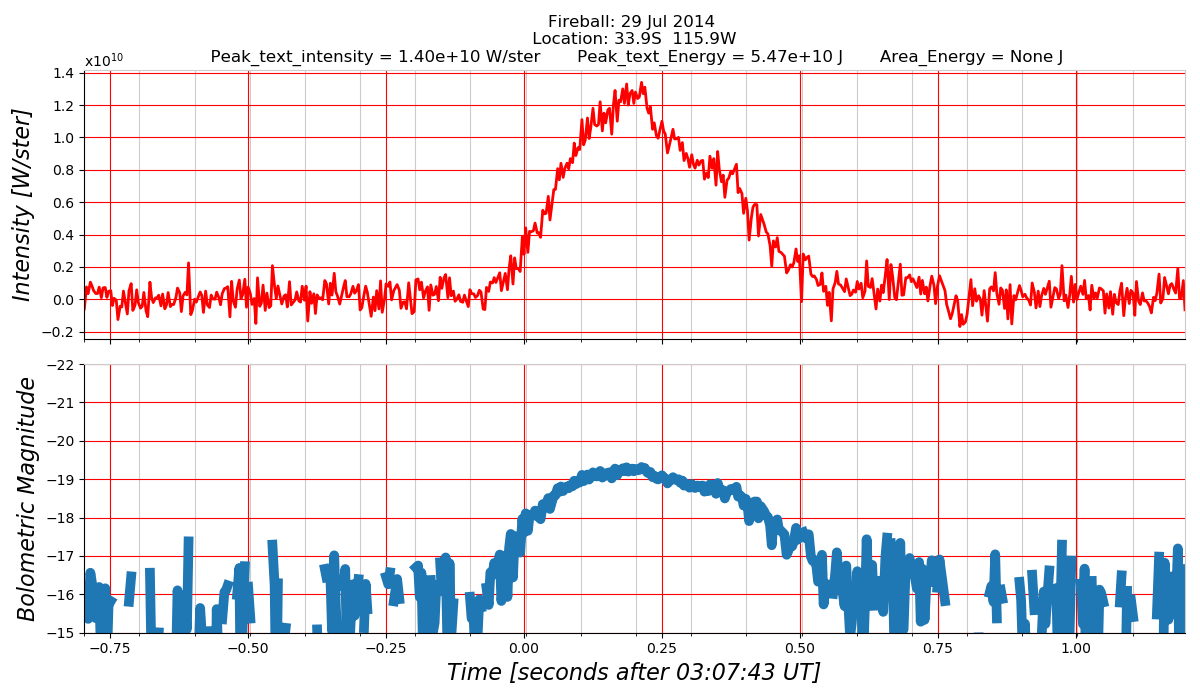 Fireball: 29 Jul 2014
Location: 33.9S  115.9W
Peak_text_intensity = 1.40e+10 W/ster       Peak_text_Energy = 5.47e+10 J       Area_Energy = None J
x10¹⁰
1.4
1.2
1.0
0.8
0.6
0.4
0.2
0.0
−0.2
Intensity [W/ster]
−22
−21
−20
−19
−18
−17
−16
−15
Bolometric Magnitude
−0.75 −0.50 −0.25 0.00 0.25 0.50 0.75 1.00
Time [seconds after 03:07:43 UT]